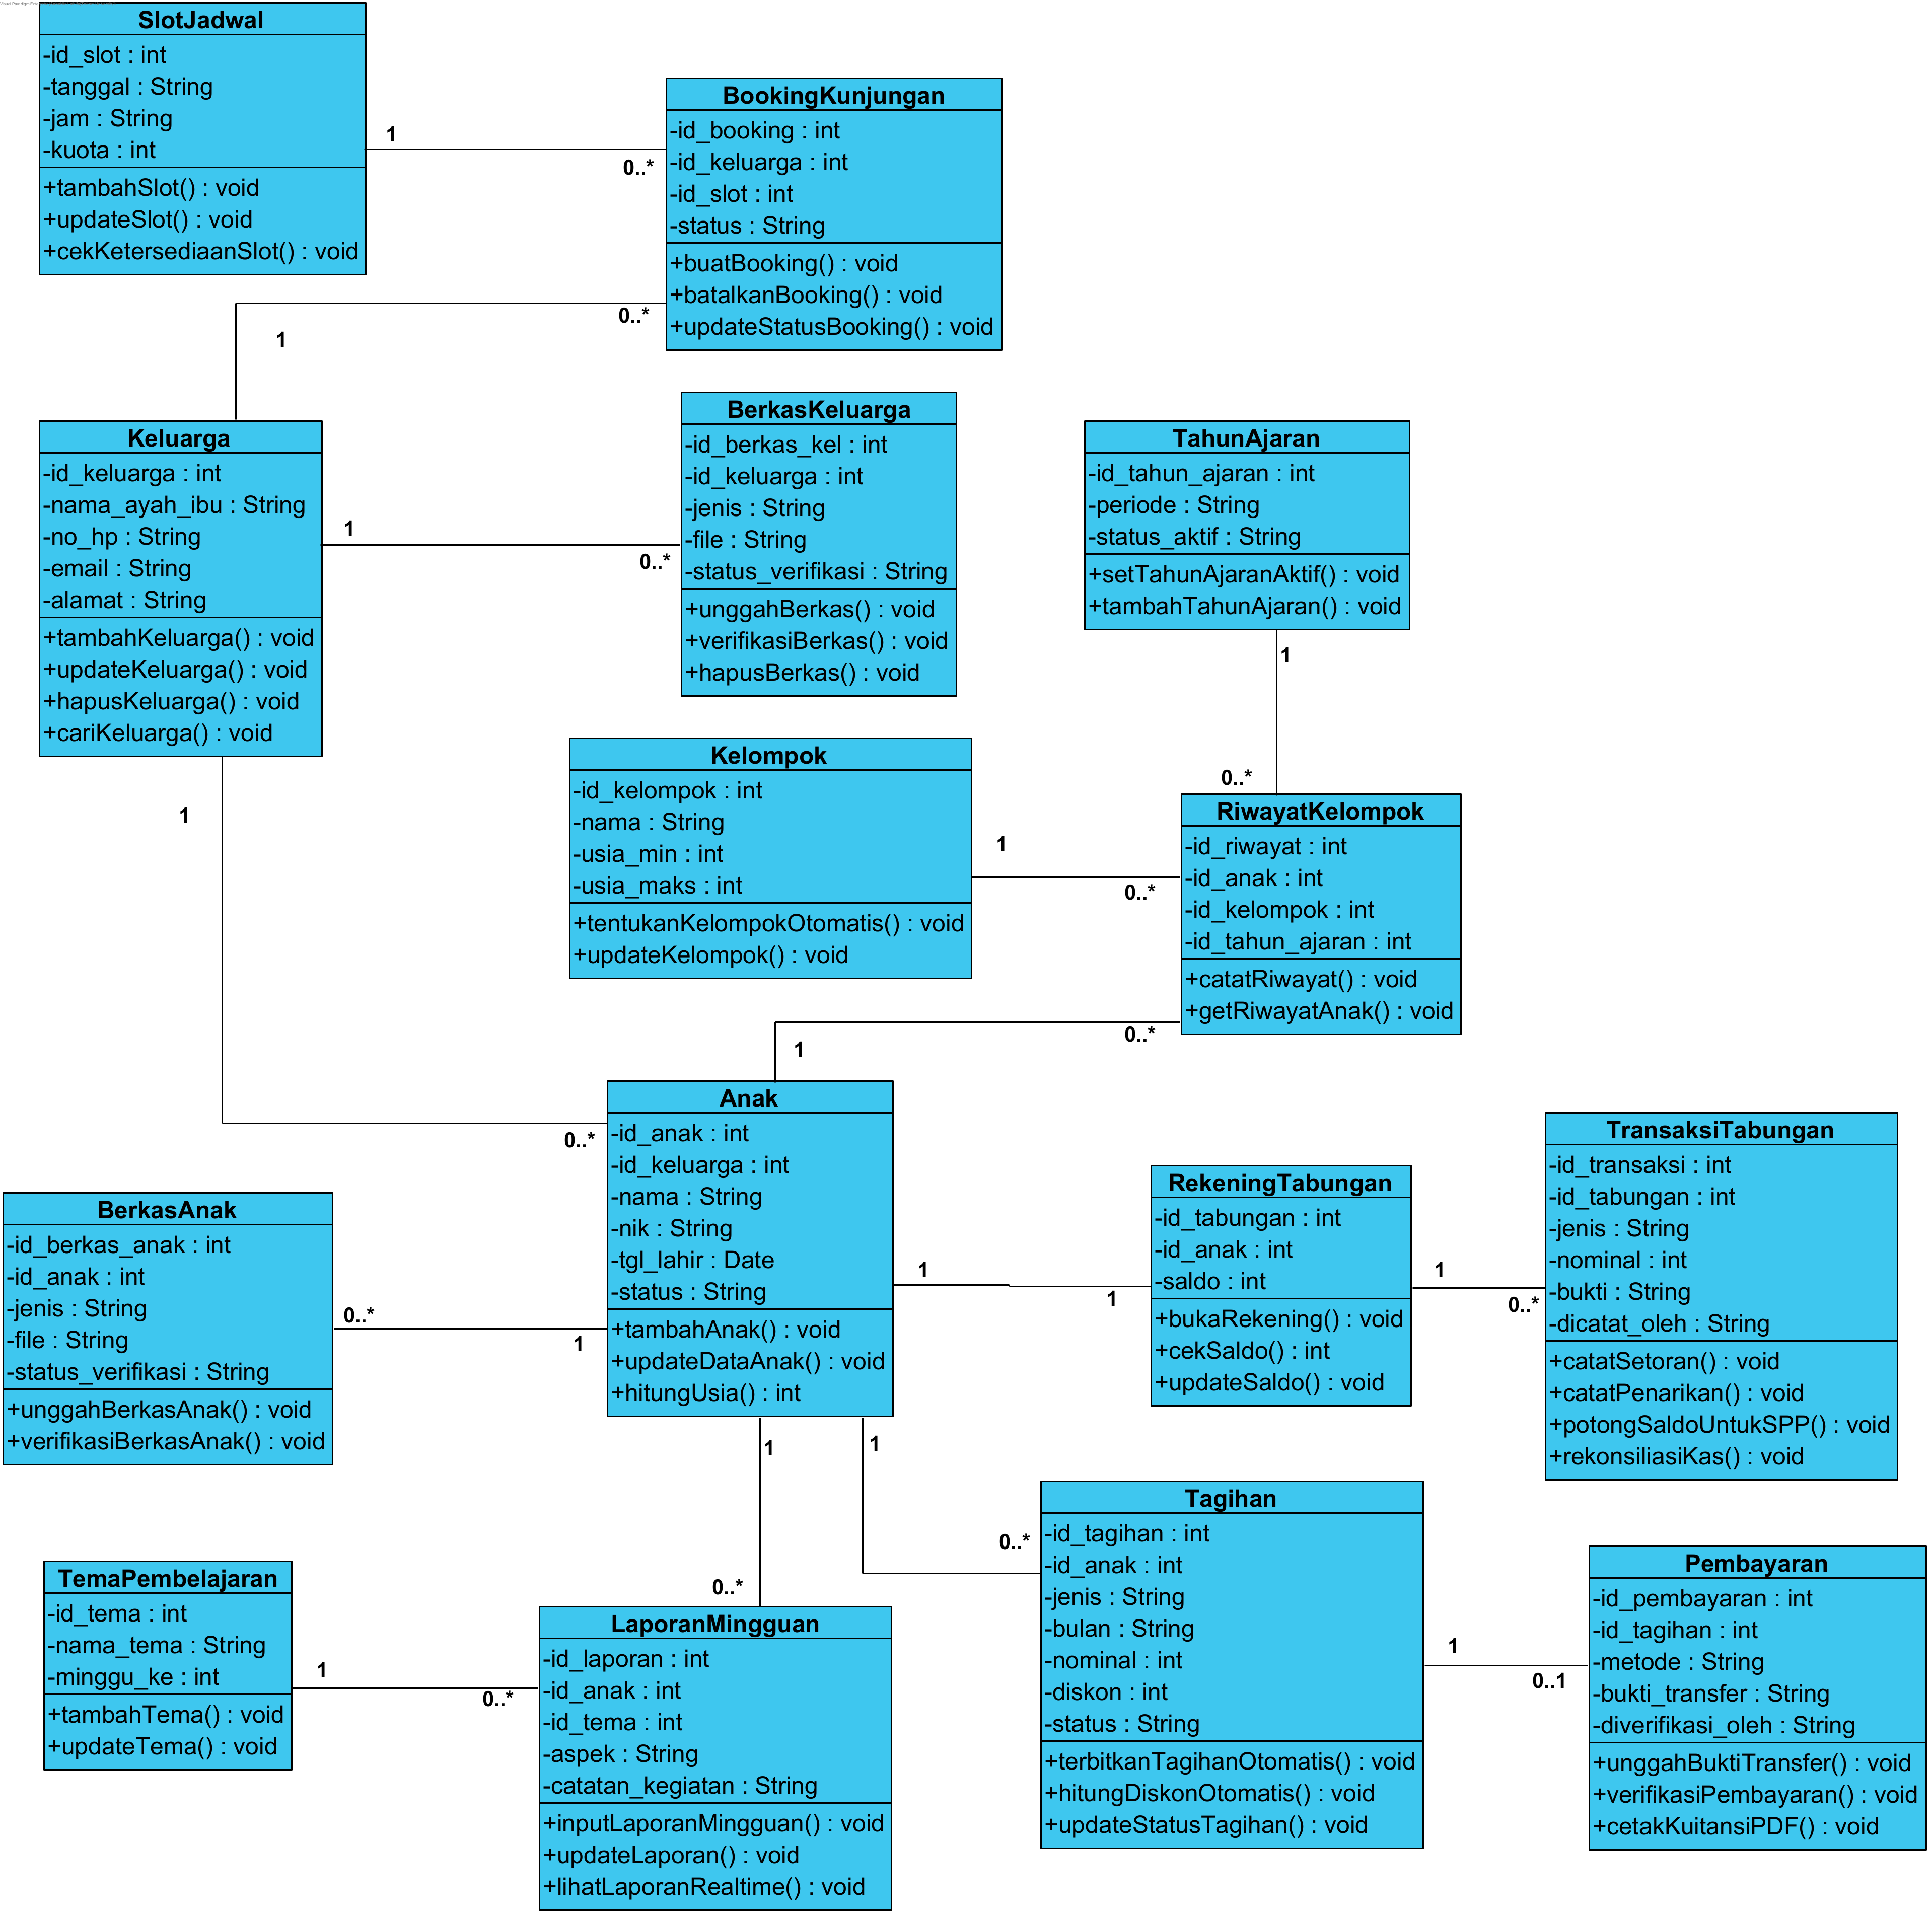 SlotJadwal
-id_slot : int
-tanggal : String
-jam : String
-kuota : int
+tambahSlot() : void
+updateSlot() : void
+cekKetersediaanSlot() : void
1
0..*
BookingKunjungan
-id_booking : int
-id_keluarga : int
-id_slot : int
-status : String
+buatBooking() : void
+batalkanBooking() : void
+updateStatusBooking() : void
0..*
1
Keluarga
-id_keluarga : int
-nama_ayah_ibu : String
-no_hp : String
-email : String
-alamat : String
+tambahKeluarga() : void
+updateKeluarga() : void
+hapusKeluarga() : void
+cariKeluarga() : void
1
0..*
BerkasKeluarga
-id_berkas_kel : int
-id_keluarga : int
-jenis : String
-file : String
-status_verifikasi : String
+unggahBerkas() : void
+verifikasiBerkas() : void
+hapusBerkas() : void
TahunAjaran
-id_tahun_ajaran : int
-periode : String
-status_aktif : String
+setTahunAjaranAktif() : void
+tambahTahunAjaran() : void
1
0..*
Kelompok
-id_kelompok : int
-nama : String
-usia_min : int
-usia_maks : int
+tentukanKelompokOtomatis() : void
+updateKelompok() : void
1
0..*
RiwayatKelompok
-id_riwayat : int
-id_anak : int
-id_kelompok : int
-id_tahun_ajaran : int
+catatRiwayat() : void
+getRiwayatAnak() : void
0..*
1
1
0..*
Anak
-id_anak : int
-id_keluarga : int
-nama : String
-nik : String
-tgl_lahir : Date
-status : String
+tambahAnak() : void
+updateDataAnak() : void
+hitungUsia() : int
BerkasAnak
-id_berkas_anak : int
-id_anak : int
-jenis : String
-file : String
-status_verifikasi : String
+unggahBerkasAnak() : void
+verifikasiBerkasAnak() : void
0..*
1
1
1
RekeningTabungan
-id_tabungan : int
-id_anak : int
-saldo : int
+bukaRekening() : void
+cekSaldo() : int
+updateSaldo() : void
1
0..*
TransaksiTabungan
-id_transaksi : int
-id_tabungan : int
-jenis : String
-nominal : int
-bukti : String
-dicatat_oleh : String
+catatSetoran() : void
+catatPenarikan() : void
+potongSaldoUntukSPP() : void
+rekonsiliasiKas() : void
1
0..*
1
0..*
TemaPembelajaran
-id_tema : int
-nama_tema : String
-minggu_ke : int
+tambahTema() : void
+updateTema() : void
1
0..*
LaporanMingguan
-id_laporan : int
-id_anak : int
-id_tema : int
-aspek : String
-catatan_kegiatan : String
+inputLaporanMingguan() : void
+updateLaporan() : void
+lihatLaporanRealtime() : void
Tagihan
-id_tagihan : int
-id_anak : int
-jenis : String
-bulan : String
-nominal : int
-diskon : int
-status : String
+terbitkanTagihanOtomatis() : void
+hitungDiskonOtomatis() : void
+updateStatusTagihan() : void
1
0..1
Pembayaran
-id_pembayaran : int
-id_tagihan : int
-metode : String
-bukti_transfer : String
-diverifikasi_oleh : String
+unggahBuktiTransfer() : void
+verifikasiPembayaran() : void
+cetakKuitansiPDF() : void